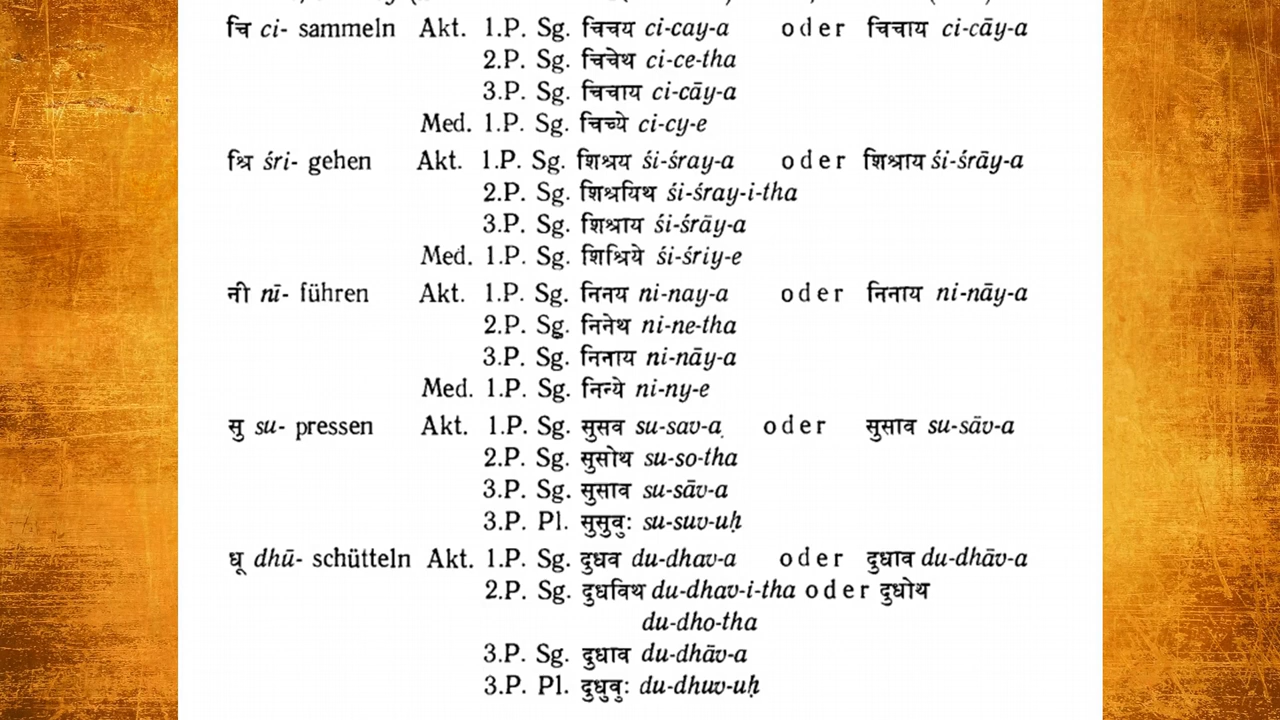 चि ci- sammeln Akt. 1.P. Sg. चिचय ci-cay-a oder चिचाय ci-cāy-a
2.P. Sg. चिचेथ ci-ce-tha
3.P. Sg. चिचाय ci-cāy-a
Med. 1.P. Sg. चिच्ये ci-cy-e
श्रि śri- gehen Akt. 1.P. Sg. शिश्रय śi-śray-a oder शिश्राय śi-śrāy-a
2.P. Sg. शिश्रयिथ śi-śray-i-tha
3.P. Sg. शिश्राय śi-śrāy-a
Med. 1.P. Sg. शिश्रिये śi-śriy-e
नी nī- führen Akt. 1.P. Sg. निनय ni-nay-a oder निनाय ni-nāy-a
2.P. Sg. निनेथ ni-ne-tha
3.P. Sg. निनाय ni-nāy-a
Med. 1.P. Sg. निन्ये ni-ny-e
सु su- pressen Akt. 1.P. Sg. सुसव su-sav-a oder सुसाव su-sāv-a
2.P. Sg. सुसोथ su-so-tha
3.P. Sg. सुसाव su-sāv-a
3.P. Pl. सुसुवुः su-suv-uḥ
धू dhū- schütteln Akt. 1.P. Sg. दुधव du-dhav-a oder दुधाव du-dhāv-a
2.P. Sg. दुधविथ du-dhav-i-tha oder दुधोथ
du-dho-tha
3.P. Sg. दुधाव du-dhāv-a
3.P. Pl. दुधुवुः du-dhuv-uḥ